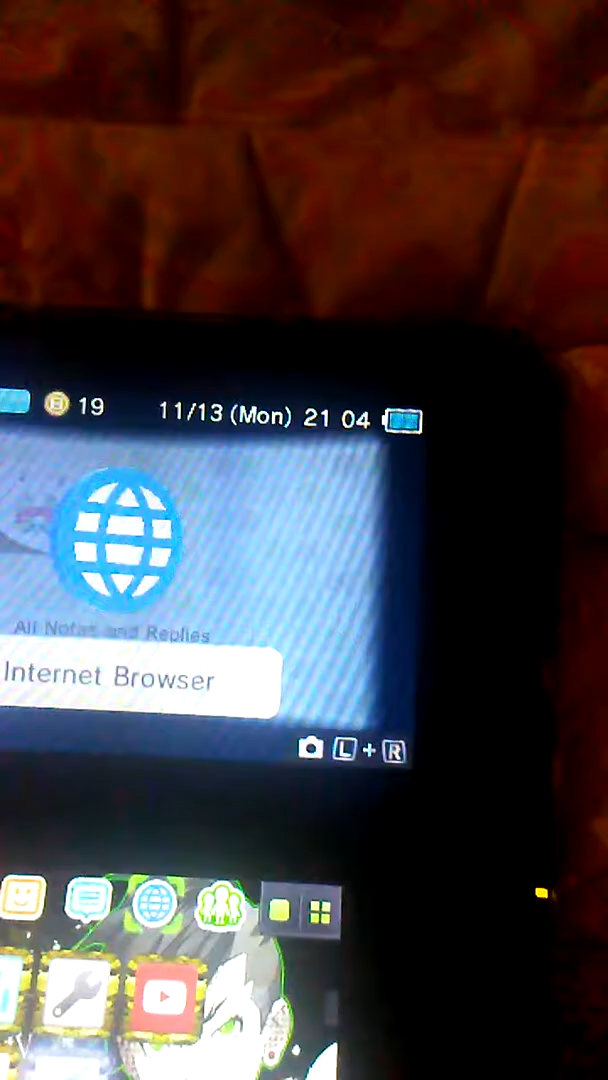 19 11/13 (Mon) 21 04
All Notes and Replies
Internet Browser
L + R